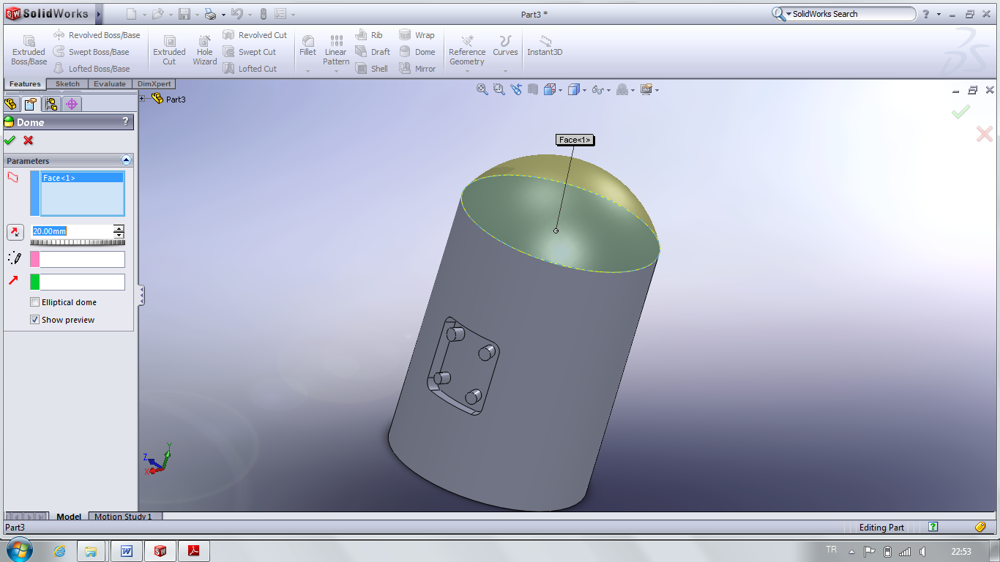 SolidWorks
Part3 *
SolidWorks Search
Extruded Boss/Base
Revolved Boss/Base
Swept Boss/Base
Lofted Boss/Base
Extruded Cut
Hole Wizard
Revolved Cut
Swept Cut
Lofted Cut
Fillet
Linear Pattern
Rib
Draft
Shell
Wrap
Dome
Mirror
Reference Geometry
Curves
Instant3D
Features
Sketch
Evaluate
DimXpert
Part3
Dome
?
Parameters
Face<1>
20.00mm
Elliptical dome
Show preview
Face<1>
Y
Z
X
Model
Motion Study 1
Part3
Editing Part
TR
22:53